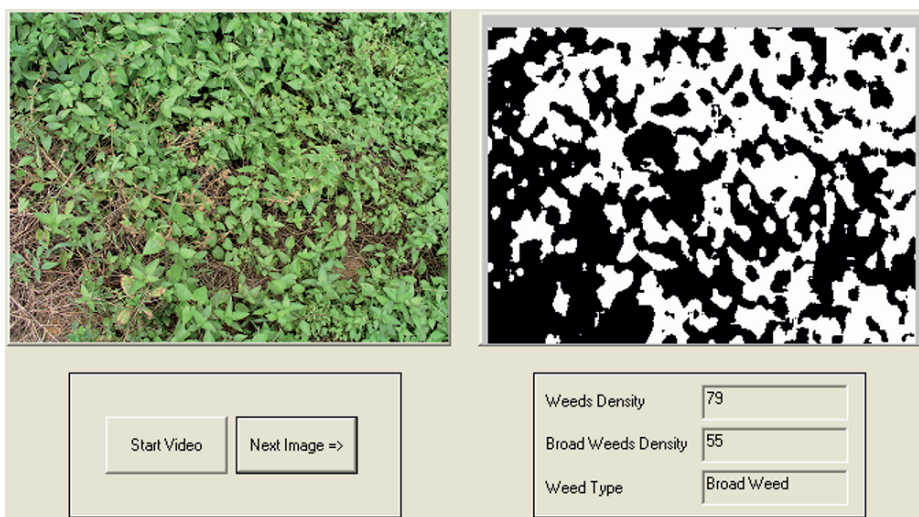 Start Video
Next Image =>
Weeds Density
79
Broad Weeds Density
55
Weed Type
Broad Weed